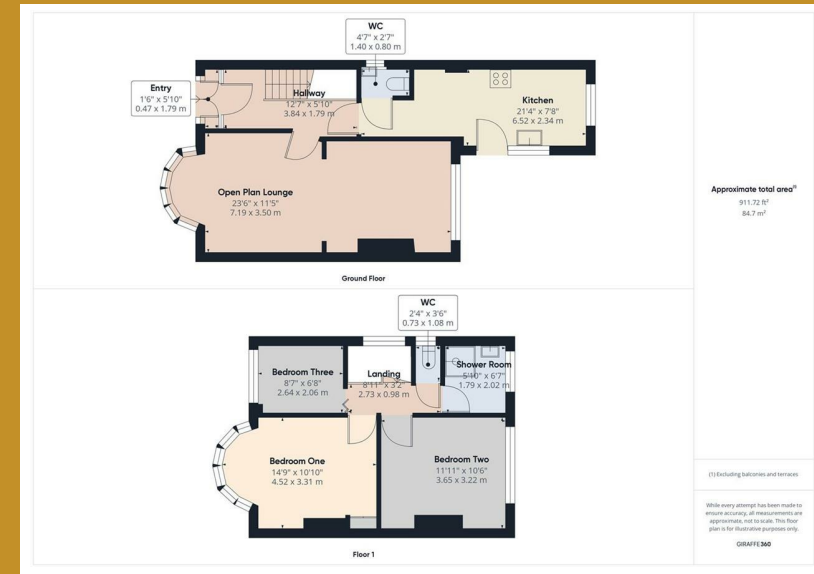 WC
4'7" x 2'7"
1.40 x 0.80 m
Entry
1'6" x 5'10"
0.47 x 1.79 m
Hallway
12'7" x 5'10"
3.84 x 1.79 m
Kitchen
21'4" x 7'8"
6.52 x 2.34 m
Open Plan Lounge
23'6" x 11'5"
7.19 x 3.50 m
Ground Floor
WC
2'4" x 3'6"
0.73 x 1.08 m
Bedroom Three
8'7" x 6'8"
2.64 x 2.06 m
Landing
8'11" x 3'2"
2.73 x 0.98 m
Shower Room
5'10" x 6'7"
1.79 x 2.02 m
Bedroom One
14'9" x 10'10"
4.52 x 3.31 m
Bedroom Two
11'11" x 10'6"
3.65 x 3.22 m
Floor 1
Approximate total area(1)
911.72 ft²
84.7 m²
(1) Excluding balconies and terraces
While every attempt has been made to
ensure accuracy, all measurements are
approximate, not to scale. This floor
plan is for illustrative purposes only.
GIRAFFE360